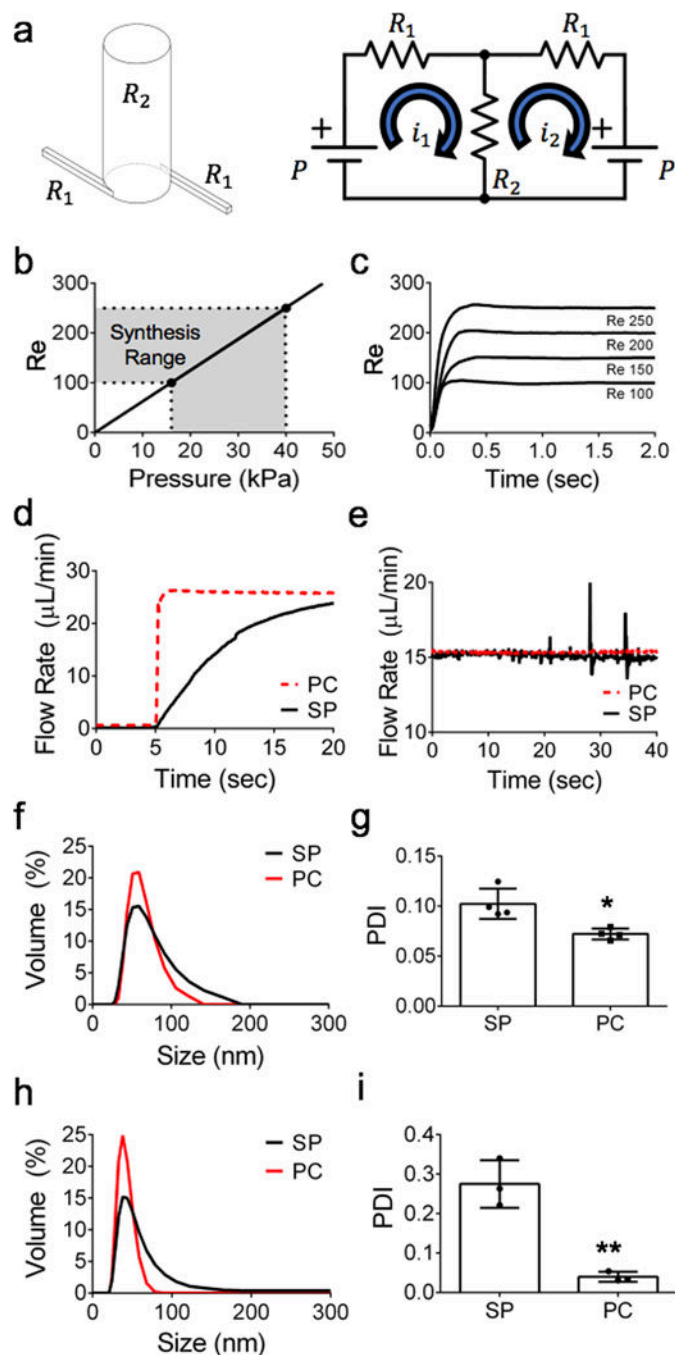 a
R₂
R₁
R₁
R₁
R₁
+
P
i₁
i₂
+
P
R₂
b
Re
300
200
100
0
Synthesis
Range
0 10 20 30 40 50
Pressure (kPa)
c
Re
300
200
100
0
Re 250
Re 200
Re 150
Re 100
0.0 0.5 1.0 1.5 2.0
Time (sec)
d
Flow Rate (μL/min)
30
20
10
0
PC
SP
0 5 10 15 20
Time (sec)
e
Flow Rate (μL/min)
20
15
10
PC
SP
0 10 20 30 40
Time (sec)
f
Volume (%)
25
20
15
10
5
0
SP
PC
0 100 200 300
Size (nm)
g
PDI
0.15
0.10
0.05
0.00
*
SP PC
h
Volume (%)
25
20
15
10
5
0
SP
PC
0 100 200 300
Size (nm)
i
PDI
0.4
0.3
0.2
0.1
0.0
**
SP PC